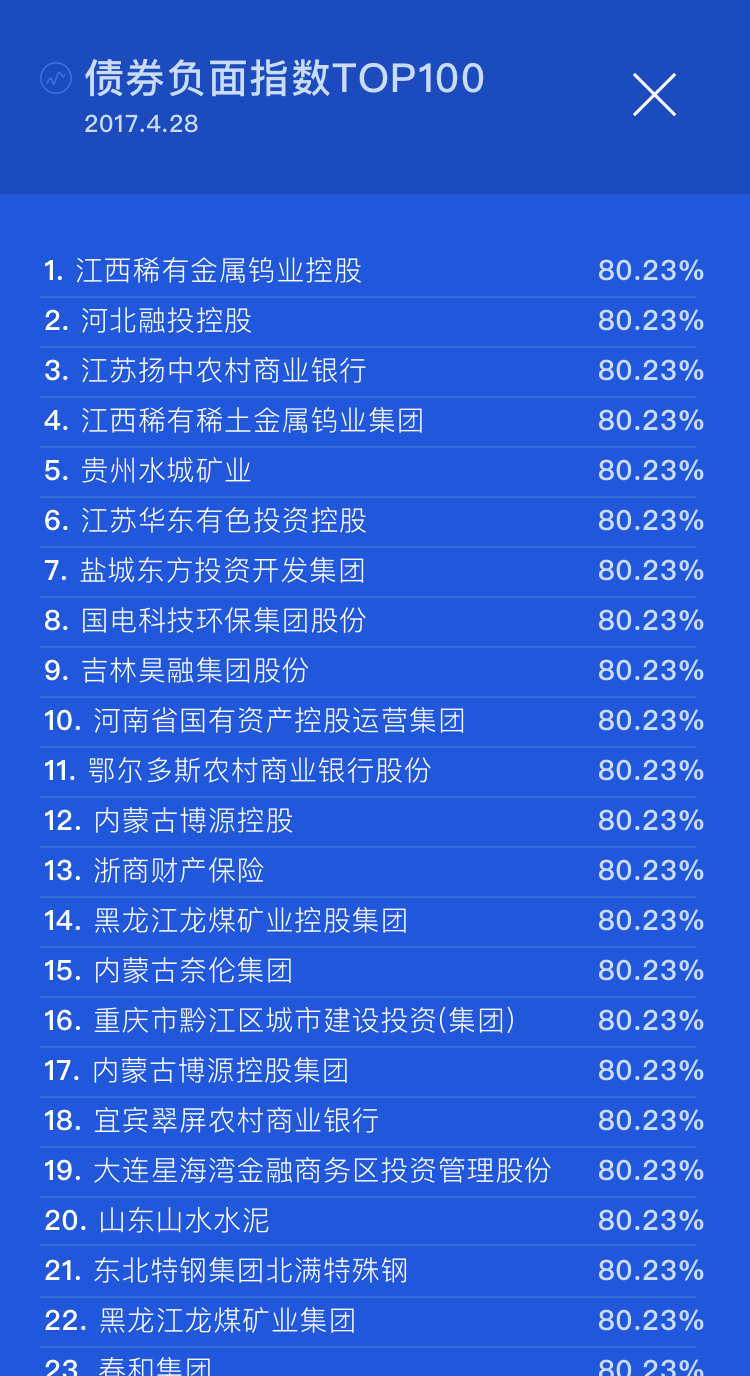 债券负面指数TOP100
2017.4.28
1. 江西稀有金属钨业控股 80.23%
2. 河北融投控股 80.23%
3. 江苏扬中农村商业银行 80.23%
4. 江西稀有稀土金属钨业集团 80.23%
5. 贵州水城矿业 80.23%
6. 江苏华东有色投资控股 80.23%
7. 盐城东方投资开发集团 80.23%
8. 国电科技环保集团股份 80.23%
9. 吉林昊融集团股份 80.23%
10. 河南省国有资产控股运营集团 80.23%
11. 鄂尔多斯农村商业银行股份 80.23%
12. 内蒙古博源控股 80.23%
13. 浙商财产保险 80.23%
14. 黑龙江龙煤矿业控股集团 80.23%
15. 内蒙古奈伦集团 80.23%
16. 重庆市黔江区城市建设投资(集团) 80.23%
17. 内蒙古博源控股集团 80.23%
18. 宜宾翠屏农村商业银行 80.23%
19. 大连星海湾金融商务区投资管理股份 80.23%
20. 山东山水水泥 80.23%
21. 东北特钢集团北满特殊钢 80.23%
22. 黑龙江龙煤矿业集团 80.23%
23. 春和集团 80.23%